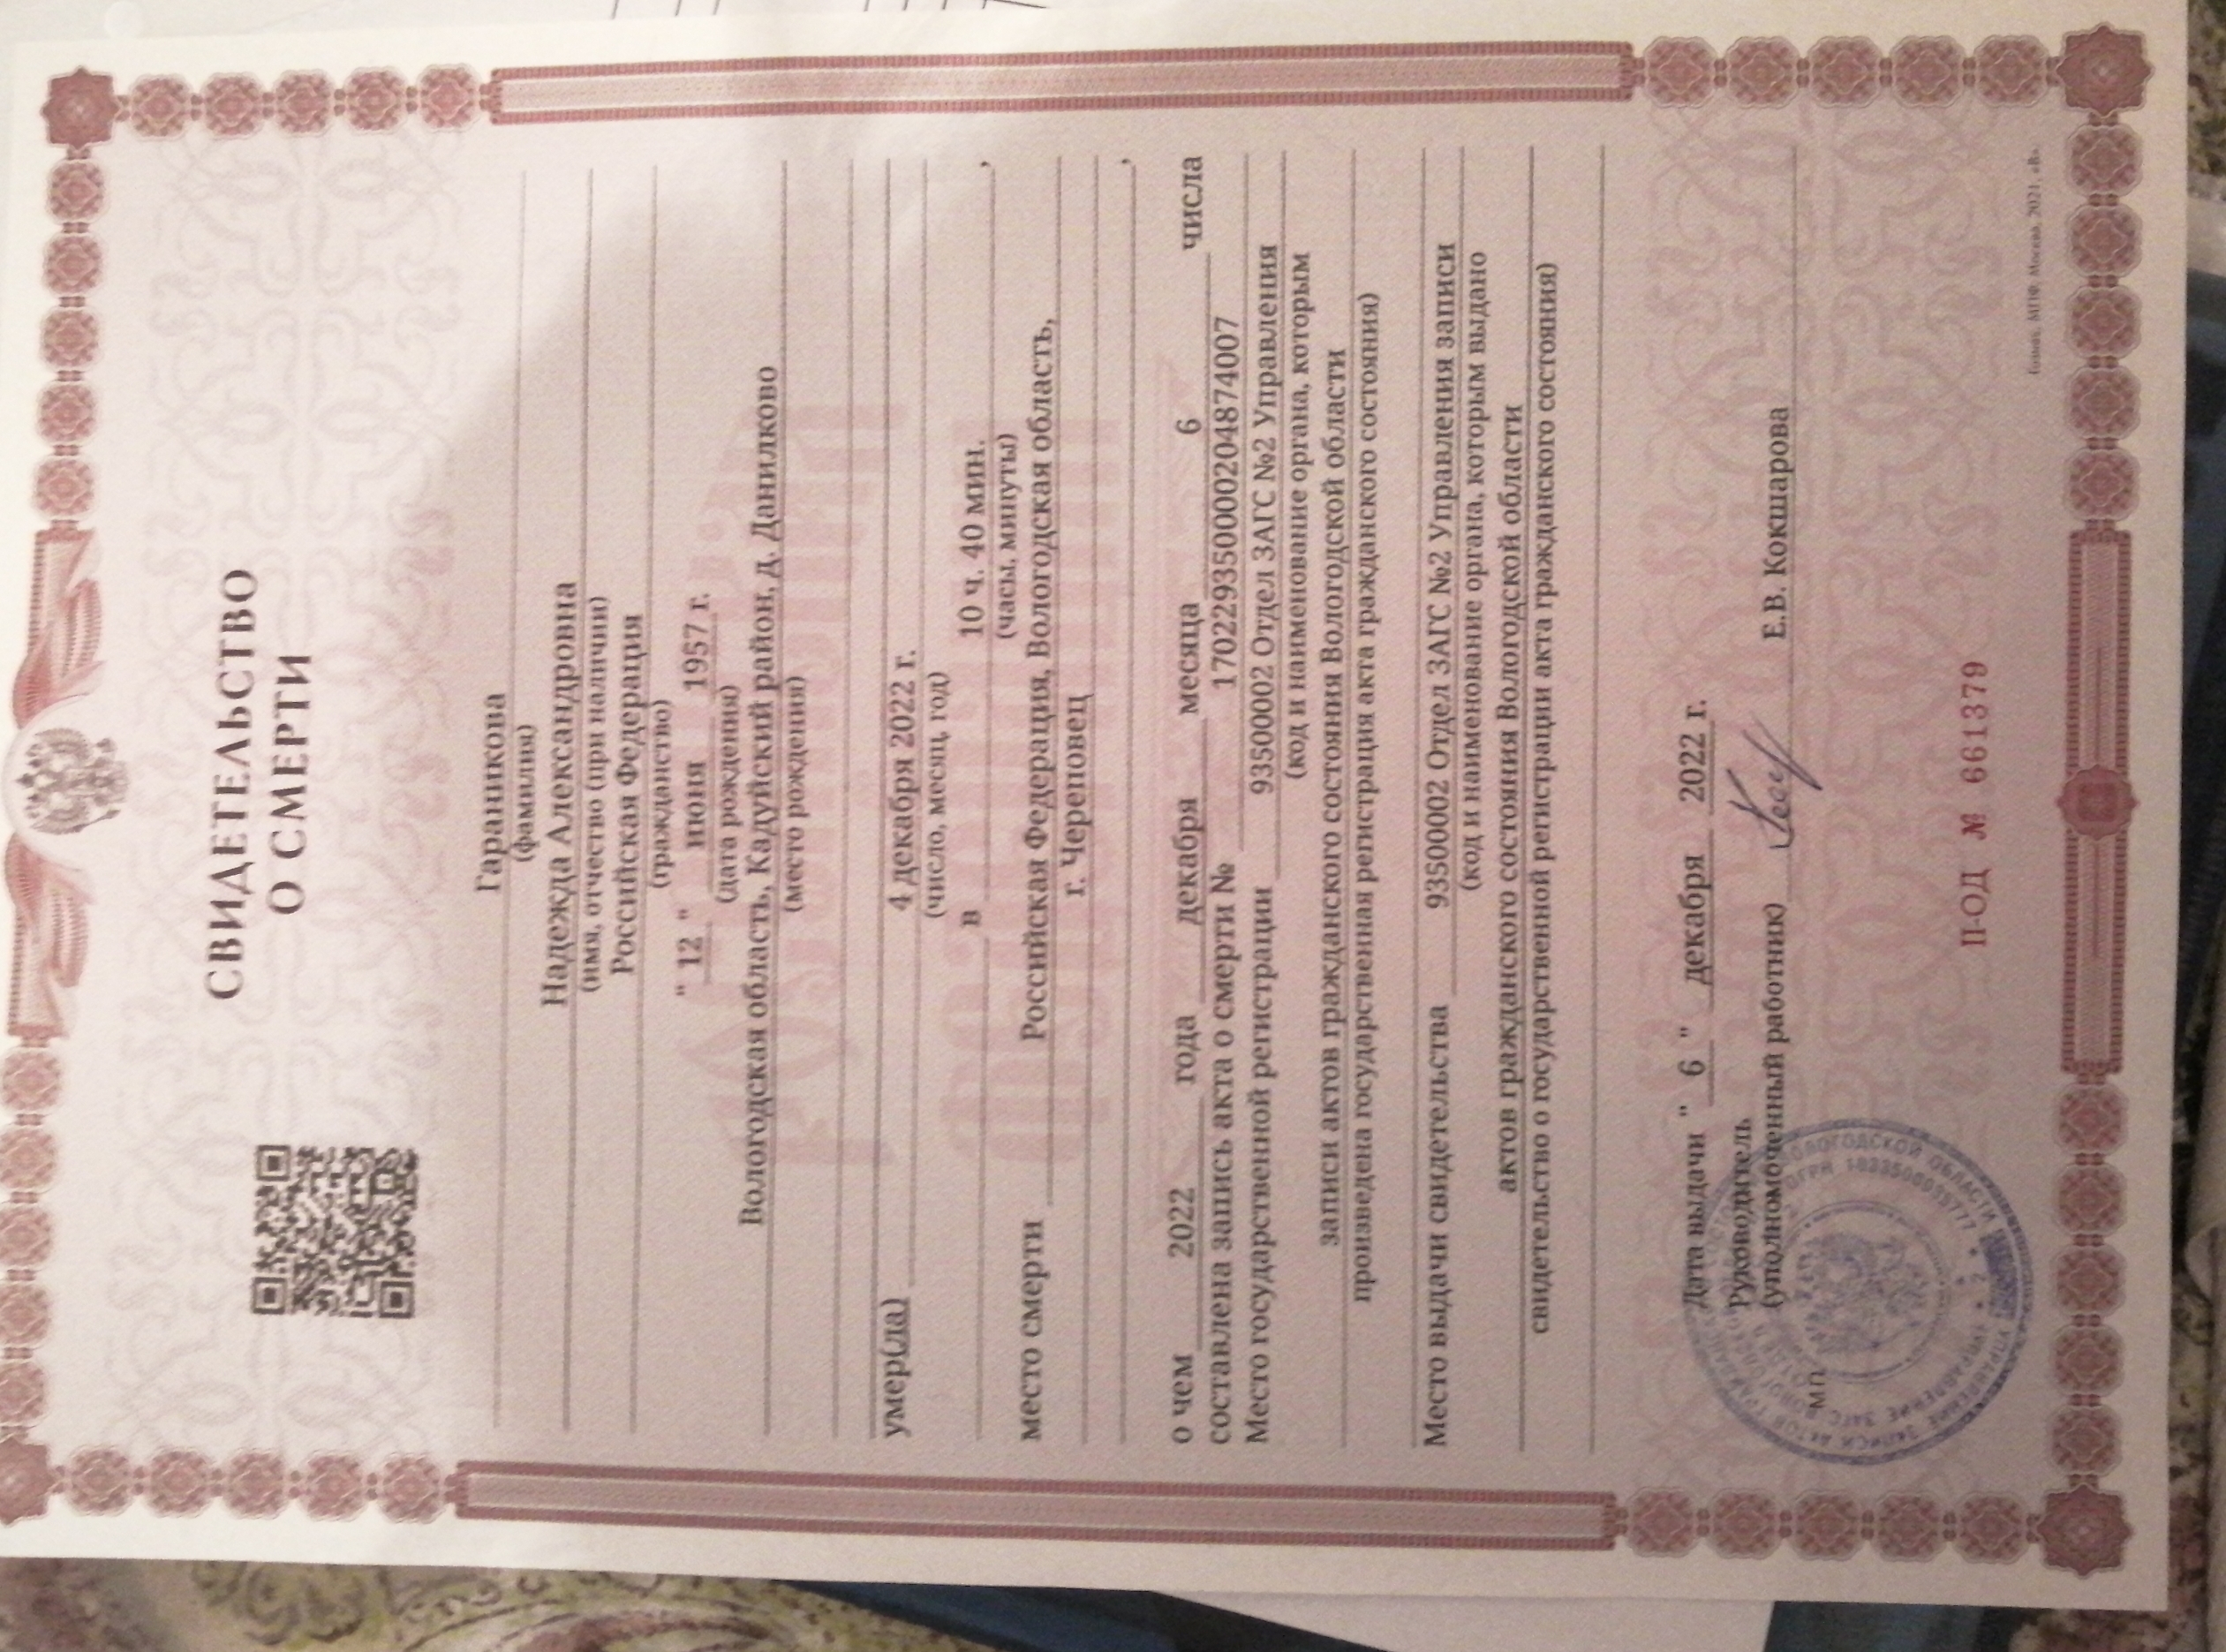 СВИДЕТЕЛЬСТВО
О СМЕРТИ
Гараникова
(фамилия)
Надежда Александровна
(имя, отчество (при наличии)
Российская Федерация
(гражданство)
" 12 " июня 1957 г.
(дата рождения)
Вологодская область, Кадуйский район, д. Данилково
(место рождения)
умер(ла) 4 декабря 2022 г.
(число, месяц, год)
в 10 ч. 40 мин. ,
(часы, минуты)
место смерти Российская Федерация, Вологодская область,
г. Череповец
,
о чем 2022 года декабря месяца 6 числа
составлена запись акта о смерти № 170229350000204874007
Место государственной регистрации 93500002 Отдел ЗАГС №2 Управления
(код и наименование органа, которым
записи актов гражданского состояния Вологодской области
произведена государственная регистрация акта гражданского состояния)
Место выдачи свидетельства 93500002 Отдел ЗАГС №2 Управления записи
(код и наименование органа, которым выдано
актов гражданского состояния Вологодской области
свидетельство о государственной регистрации акта гражданского состояния)
Дата выдачи " 6 " декабря 2022 г.
Руководитель
(уполномоченный работник) Е.В. Кокшарова
МП
II-ОД № 661379
Гознак, МПФ, Москва, 2021, «В».